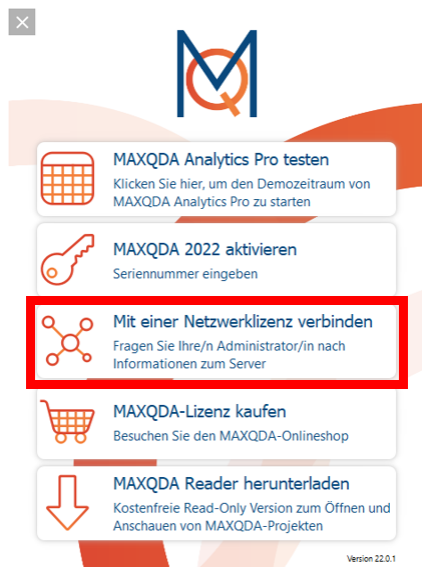 MAXQDA Analytics Pro testen
Klicken Sie hier, um den Demozeitraum von
MAXQDA Analytics Pro zu starten
MAXQDA 2022 aktivieren
Seriennummer eingeben
Mit einer Netzwerklizenz verbinden
Fragen Sie Ihre/n Administrator/in nach
Informationen zum Server
MAXQDA-Lizenz kaufen
Besuchen Sie den MAXQDA-Onlineshop
MAXQDA Reader herunterladen
Kostenfreie Read-Only Version zum Öffnen und
Anschauen von MAXQDA-Projekten
Version 22.0.1